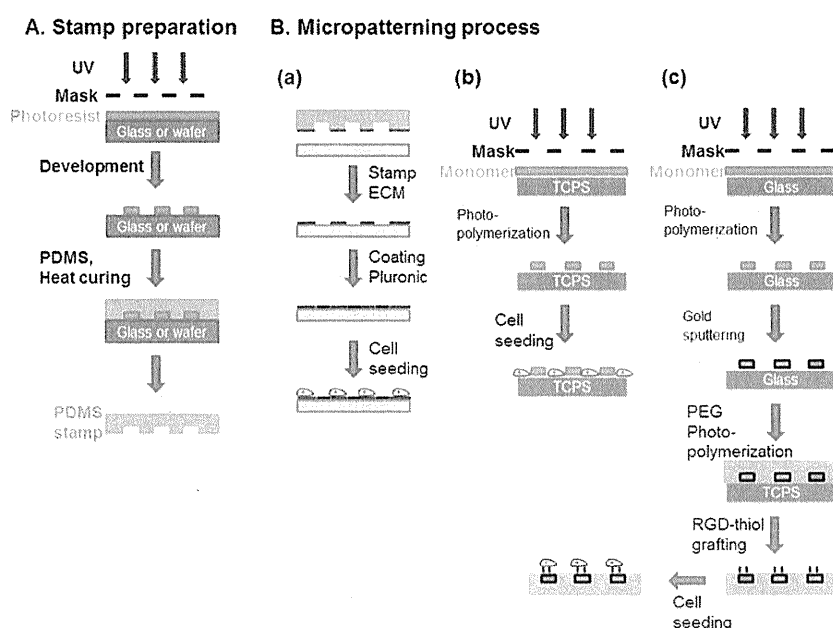 A. Stamp preparation
UV
Mask
Photoresist
Glass or wafer
Development
Glass or wafer
PDMS,
Heat curing
Glass or wafer
PDMS
stamp
B. Micropatterning process
(a)
Stamp
ECM
Coating
Pluronic
Cell
seeding
(b)
UV
Mask
Monomer
TCPS
Photo-
polymerization
TCPS
Cell
seeding
TCPS
(c)
UV
Mask
Monomer
Glass
Photo-
polymerization
Glass
Gold
sputtering
Glass
PEG
Photo-
polymerization
TCPS
RGD-thiol
grafting
Cell
seeding